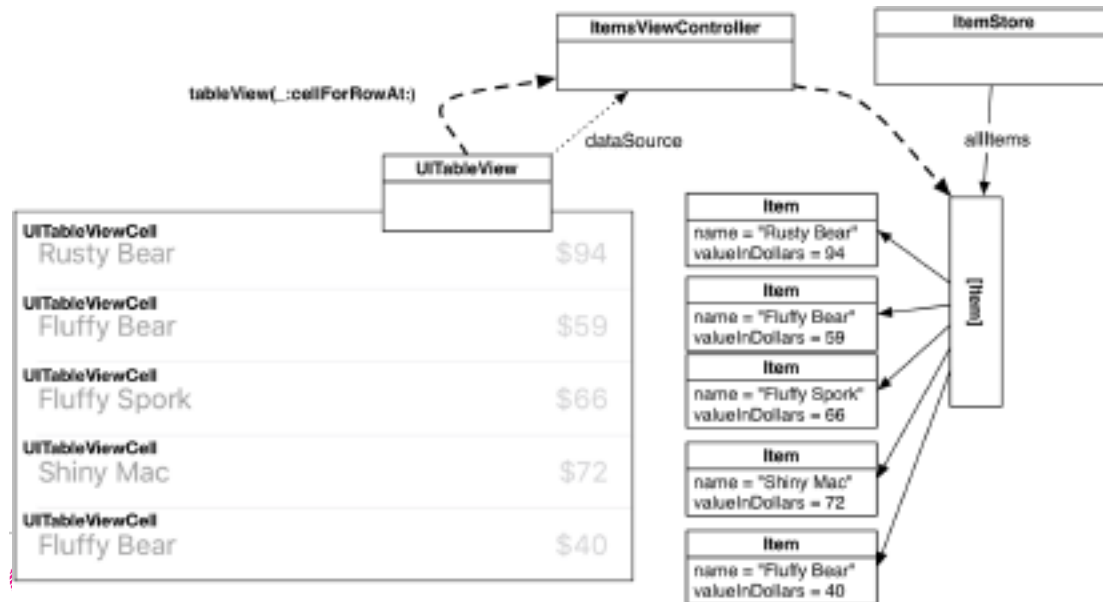 ItemsViewController
ItemStore
tableView(_:cellForRowAt:)
dataSource
allItems
UITableView
UITableViewCell
Rusty Bear $94
UITableViewCell
Fluffy Bear $59
UITableViewCell
Fluffy Spork $66
UITableViewCell
Shiny Mac $72
UITableViewCell
Fluffy Bear $40
Item
name = "Rusty Bear"
valueInDollars = 94
Item
name = "Fluffy Bear"
valueInDollars = 59
Item
name = "Fluffy Spork"
valueInDollars = 66
Item
name = "Shiny Mac"
valueInDollars = 72
Item
name = "Fluffy Bear"
valueInDollars = 40
[Item]